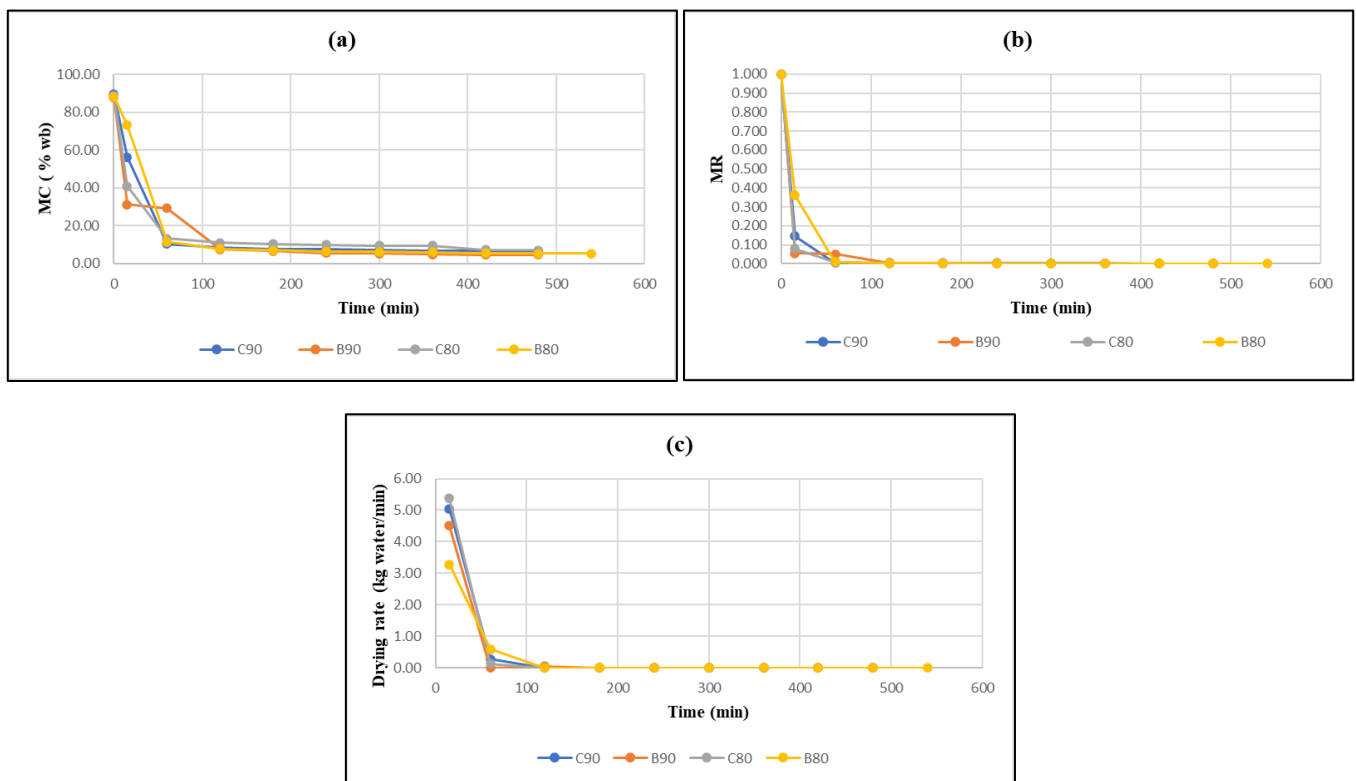 (a)
MC ( % wb)
100.00
80.00
60.00
40.00
20.00
0.00
0 100 200 300 400 500 600
Time (min)
C90 B90 C80 B80
(b)
MR
1.000
0.900
0.800
0.700
0.600
0.500
0.400
0.300
0.200
0.100
0.000
0 100 200 300 400 500 600
Time (min)
C90 B90 C80 B80
(c)
Drying rate (kg water/min)
6.00
5.00
4.00
3.00
2.00
1.00
0.00
0 100 200 300 400 500 600
Time (min)
C90 B90 C80 B80